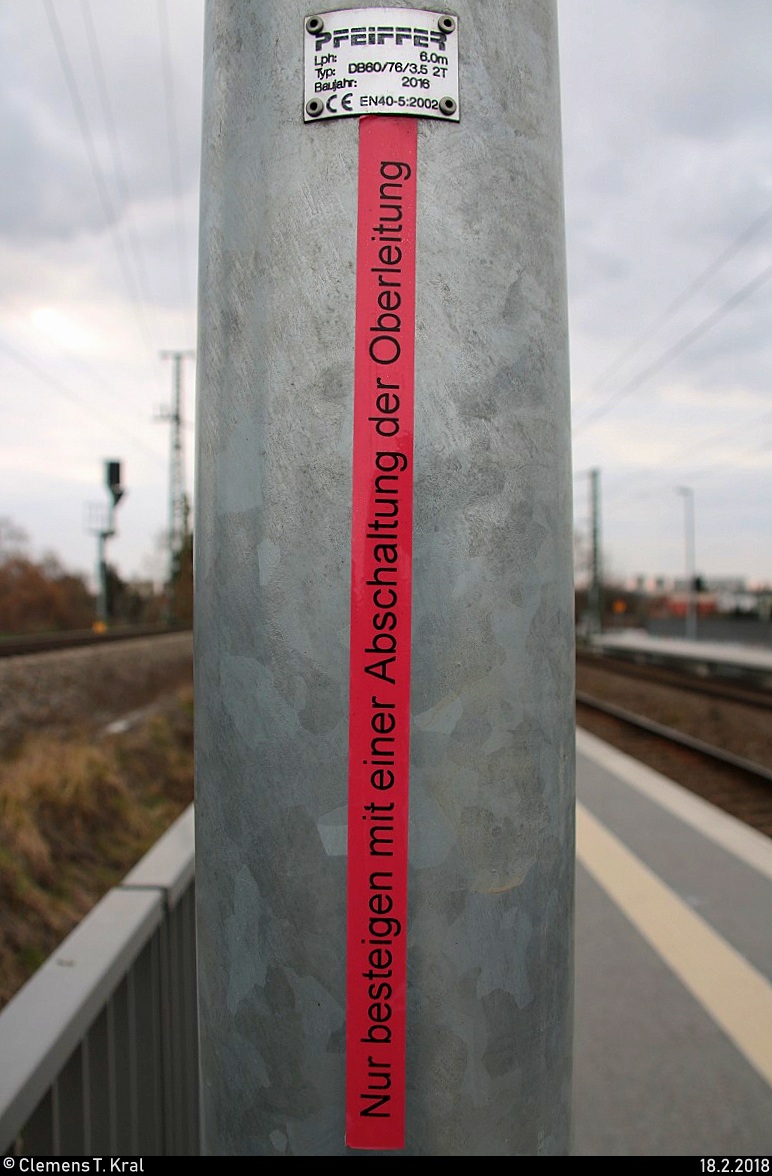 PFEIFFER
Lph: 6.0m
Typ: DB60/76/3.5 2T
Baujahr: 2016
CE EN40-5:2002
Nur besteigen mit einer Abschaltung der Oberleitung
© Clemens T. Kral 18.2.2018